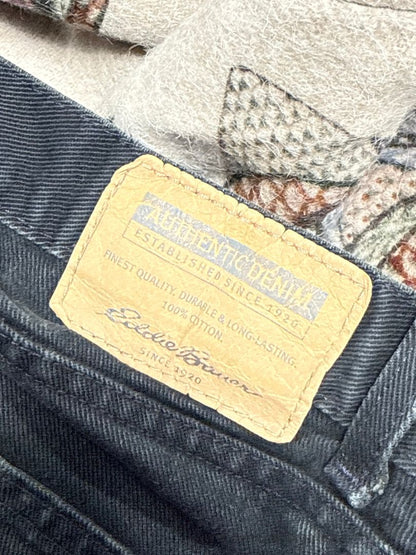 AUTHENTIC DENIM
ESTABLISHED SINCE 1920
FINEST QUALITY, DURABLE & LONG-LASTING.
100% COTTON.
Eddie Bauer
SINCE 1920